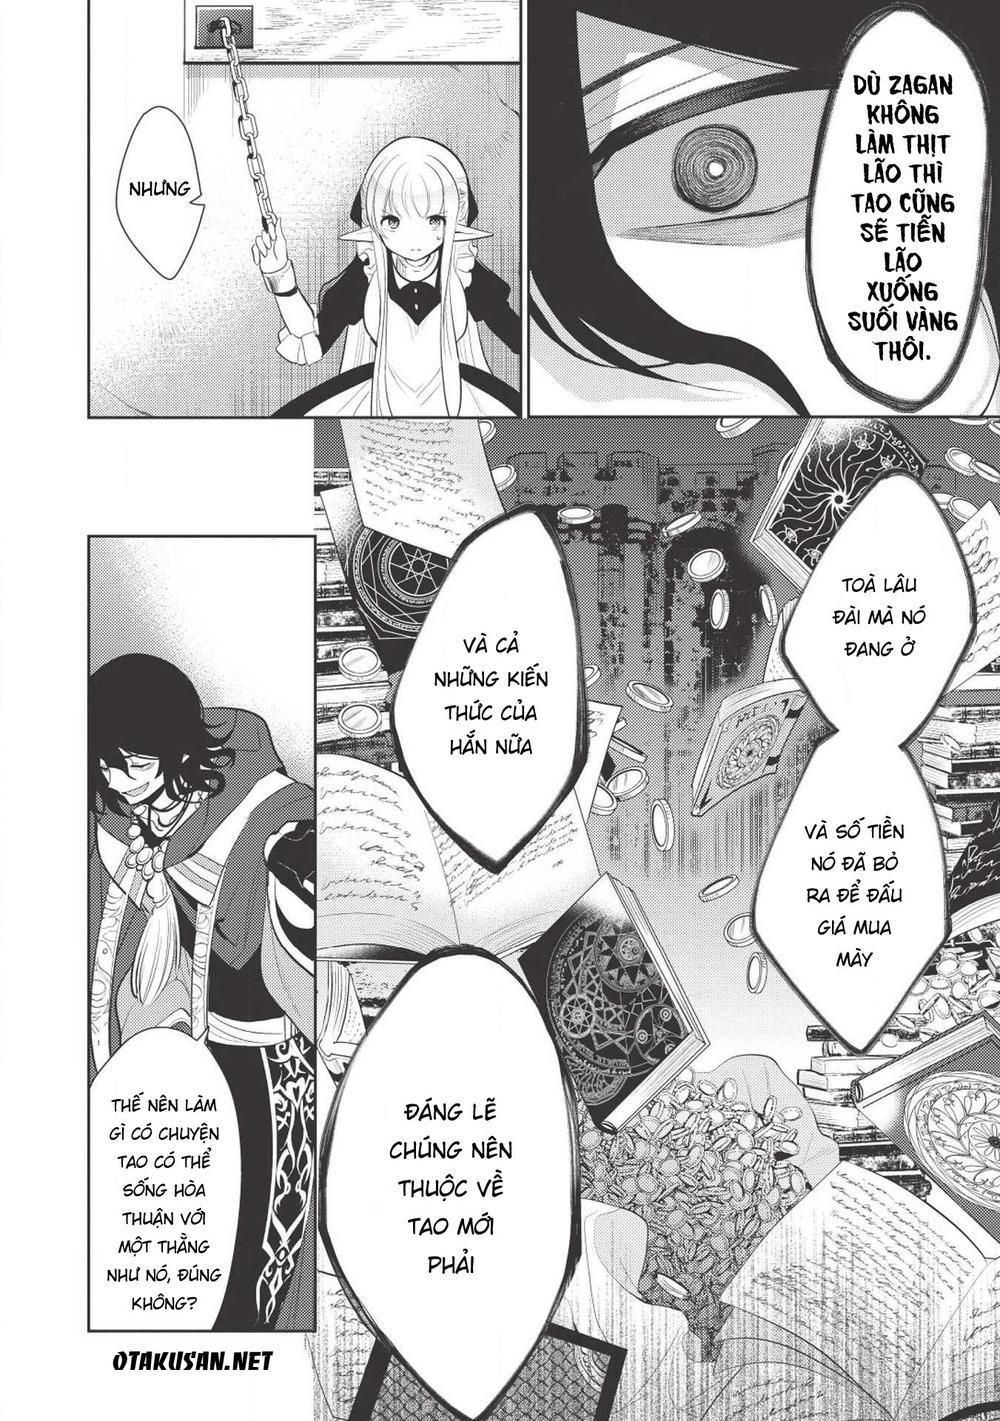 DÙ ZAGAN
KHÔNG
LÀM THỊT
LÃO THÌ
TAO CŨNG
SẼ TIỄN
LÃO
XUỐNG
SUỐI VÀNG
THÔI.
NHƯNG
TOÀ LÂU
ĐÀI MÀ NÓ
ĐANG Ở
VÀ SỐ TIỀN
NÓ ĐÃ BỎ
RA ĐỂ ĐẤU
GIÁ MUA
MÀY
VÀ CẢ
NHỮNG KIẾN
THỨC CỦA
HẮN NỮA
ĐÁNG LẼ
CHÚNG NÊN
THUỘC VỀ
TAO MỚI
PHẢI
THẾ NÊN LÀM
GÌ CÓ CHUYỆN
TAO CÓ THỂ
SỐNG HÒA
THUẬN VỚI
MỘT THẰNG
NHƯ NÓ, ĐÚNG
KHÔNG?
OTAKUSAN.NET